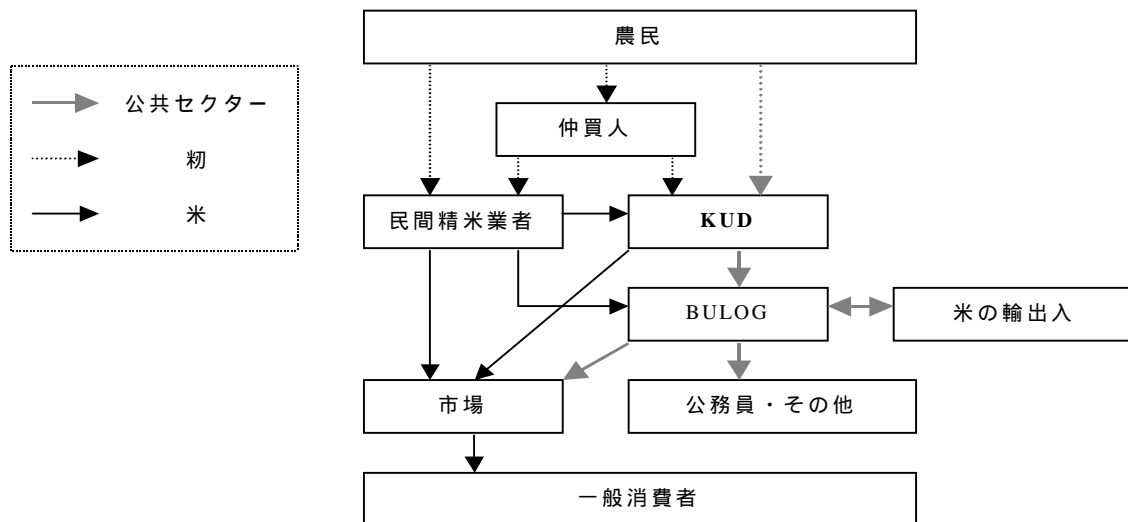 農民
公共セクター
籾
米
仲買人
民間精米業者
KUD
BULOG
米の輸出入
市場
公務員・その他
一般消費者